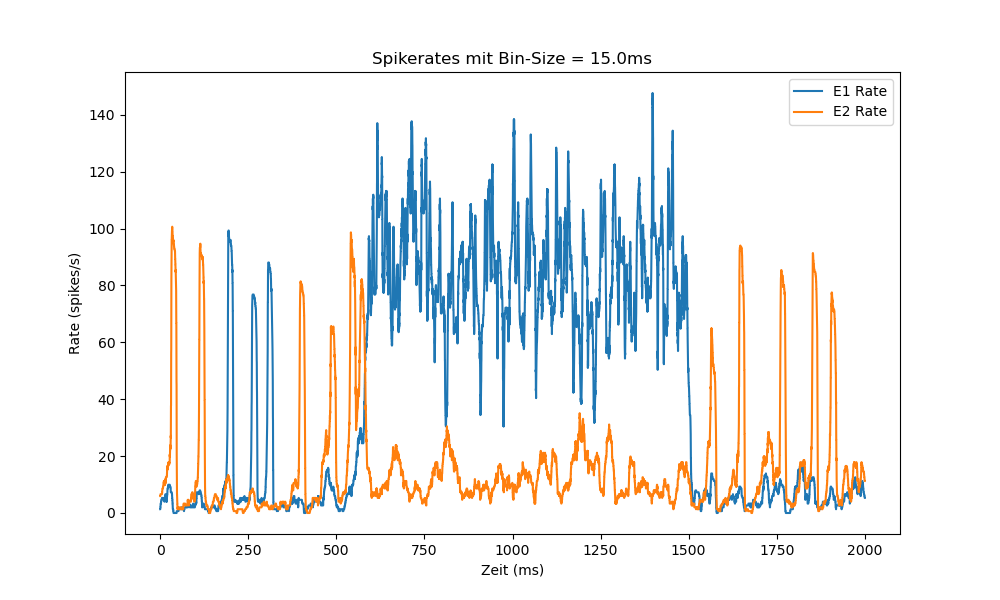 Spikerates mit Bin-Size = 15.0ms
E1 Rate
E2 Rate
Rate (spikes/s)
140
120
100
80
60
40
20
0
0 250 500 750 1000 1250 1500 1750 2000
Zeit (ms)